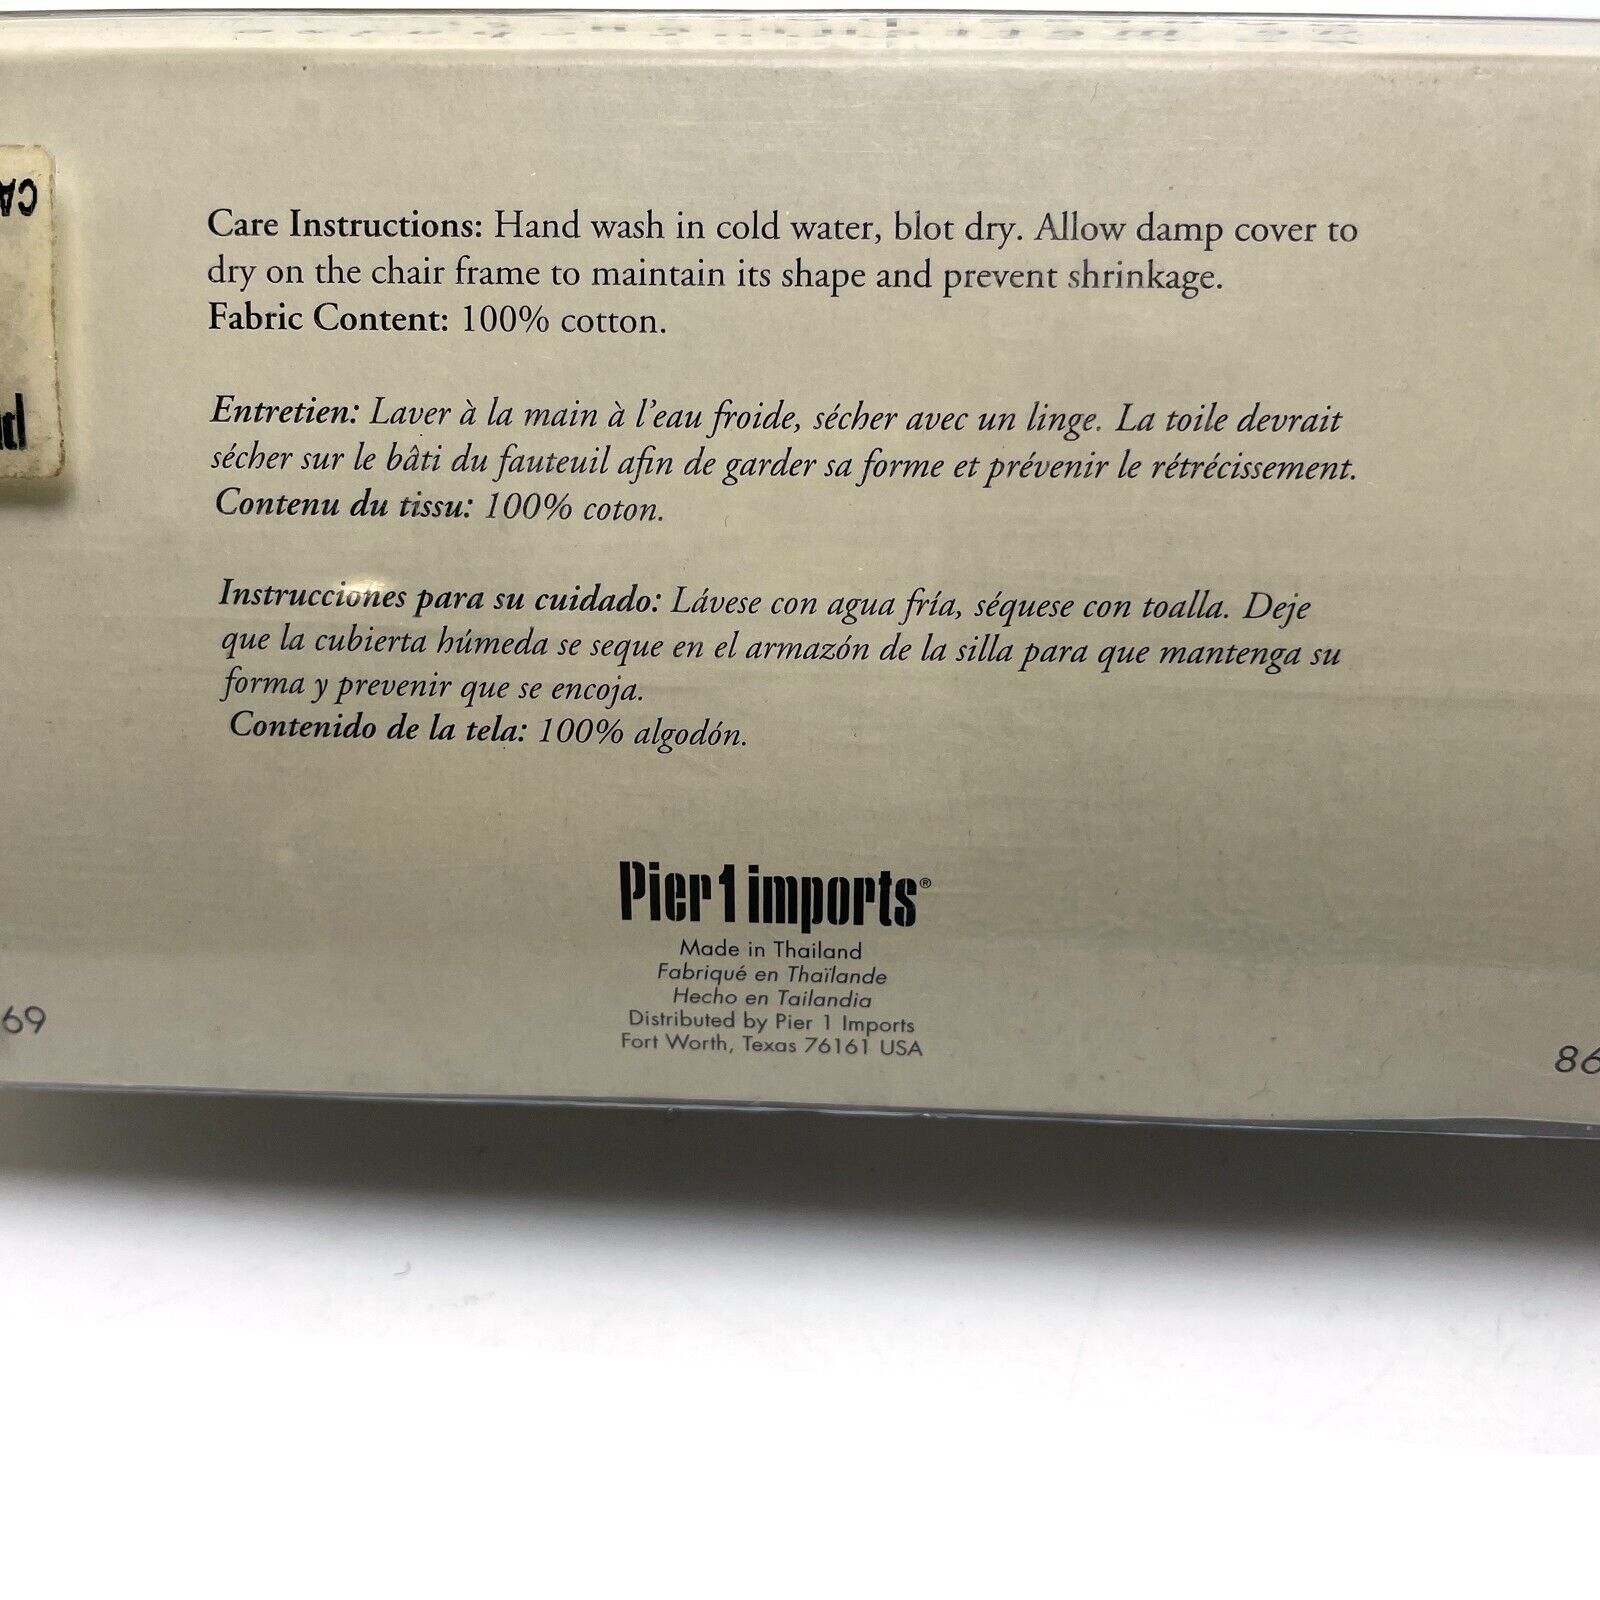 CA
Care Instructions: Hand wash in cold water, blot dry. Allow damp cover to
dry on the chair frame to maintain its shape and prevent shrinkage.
Fabric Content: 100% cotton.
Entretien: Laver à la main à l'eau froide, sécher avec un linge. La toile devrait
sécher sur le bâti du fauteuil afin de garder sa forme et prévenir le rétrécissement.
Contenu du tissu: 100% coton.
Instrucciones para su cuidado: Lávese con agua fría, séquese con toalla. Deje
que la cubierta húmeda se seque en el armazón de la silla para que mantenga su
forma y prevenir que se encoja.
Contenido de la tela: 100% algodón.
Pier 1 imports®
Made in Thailand
Fabriqué en Thaïlande
Hecho en Tailandia
Distributed by Pier 1 Imports
Fort Worth, Texas 76161 USA
69
86